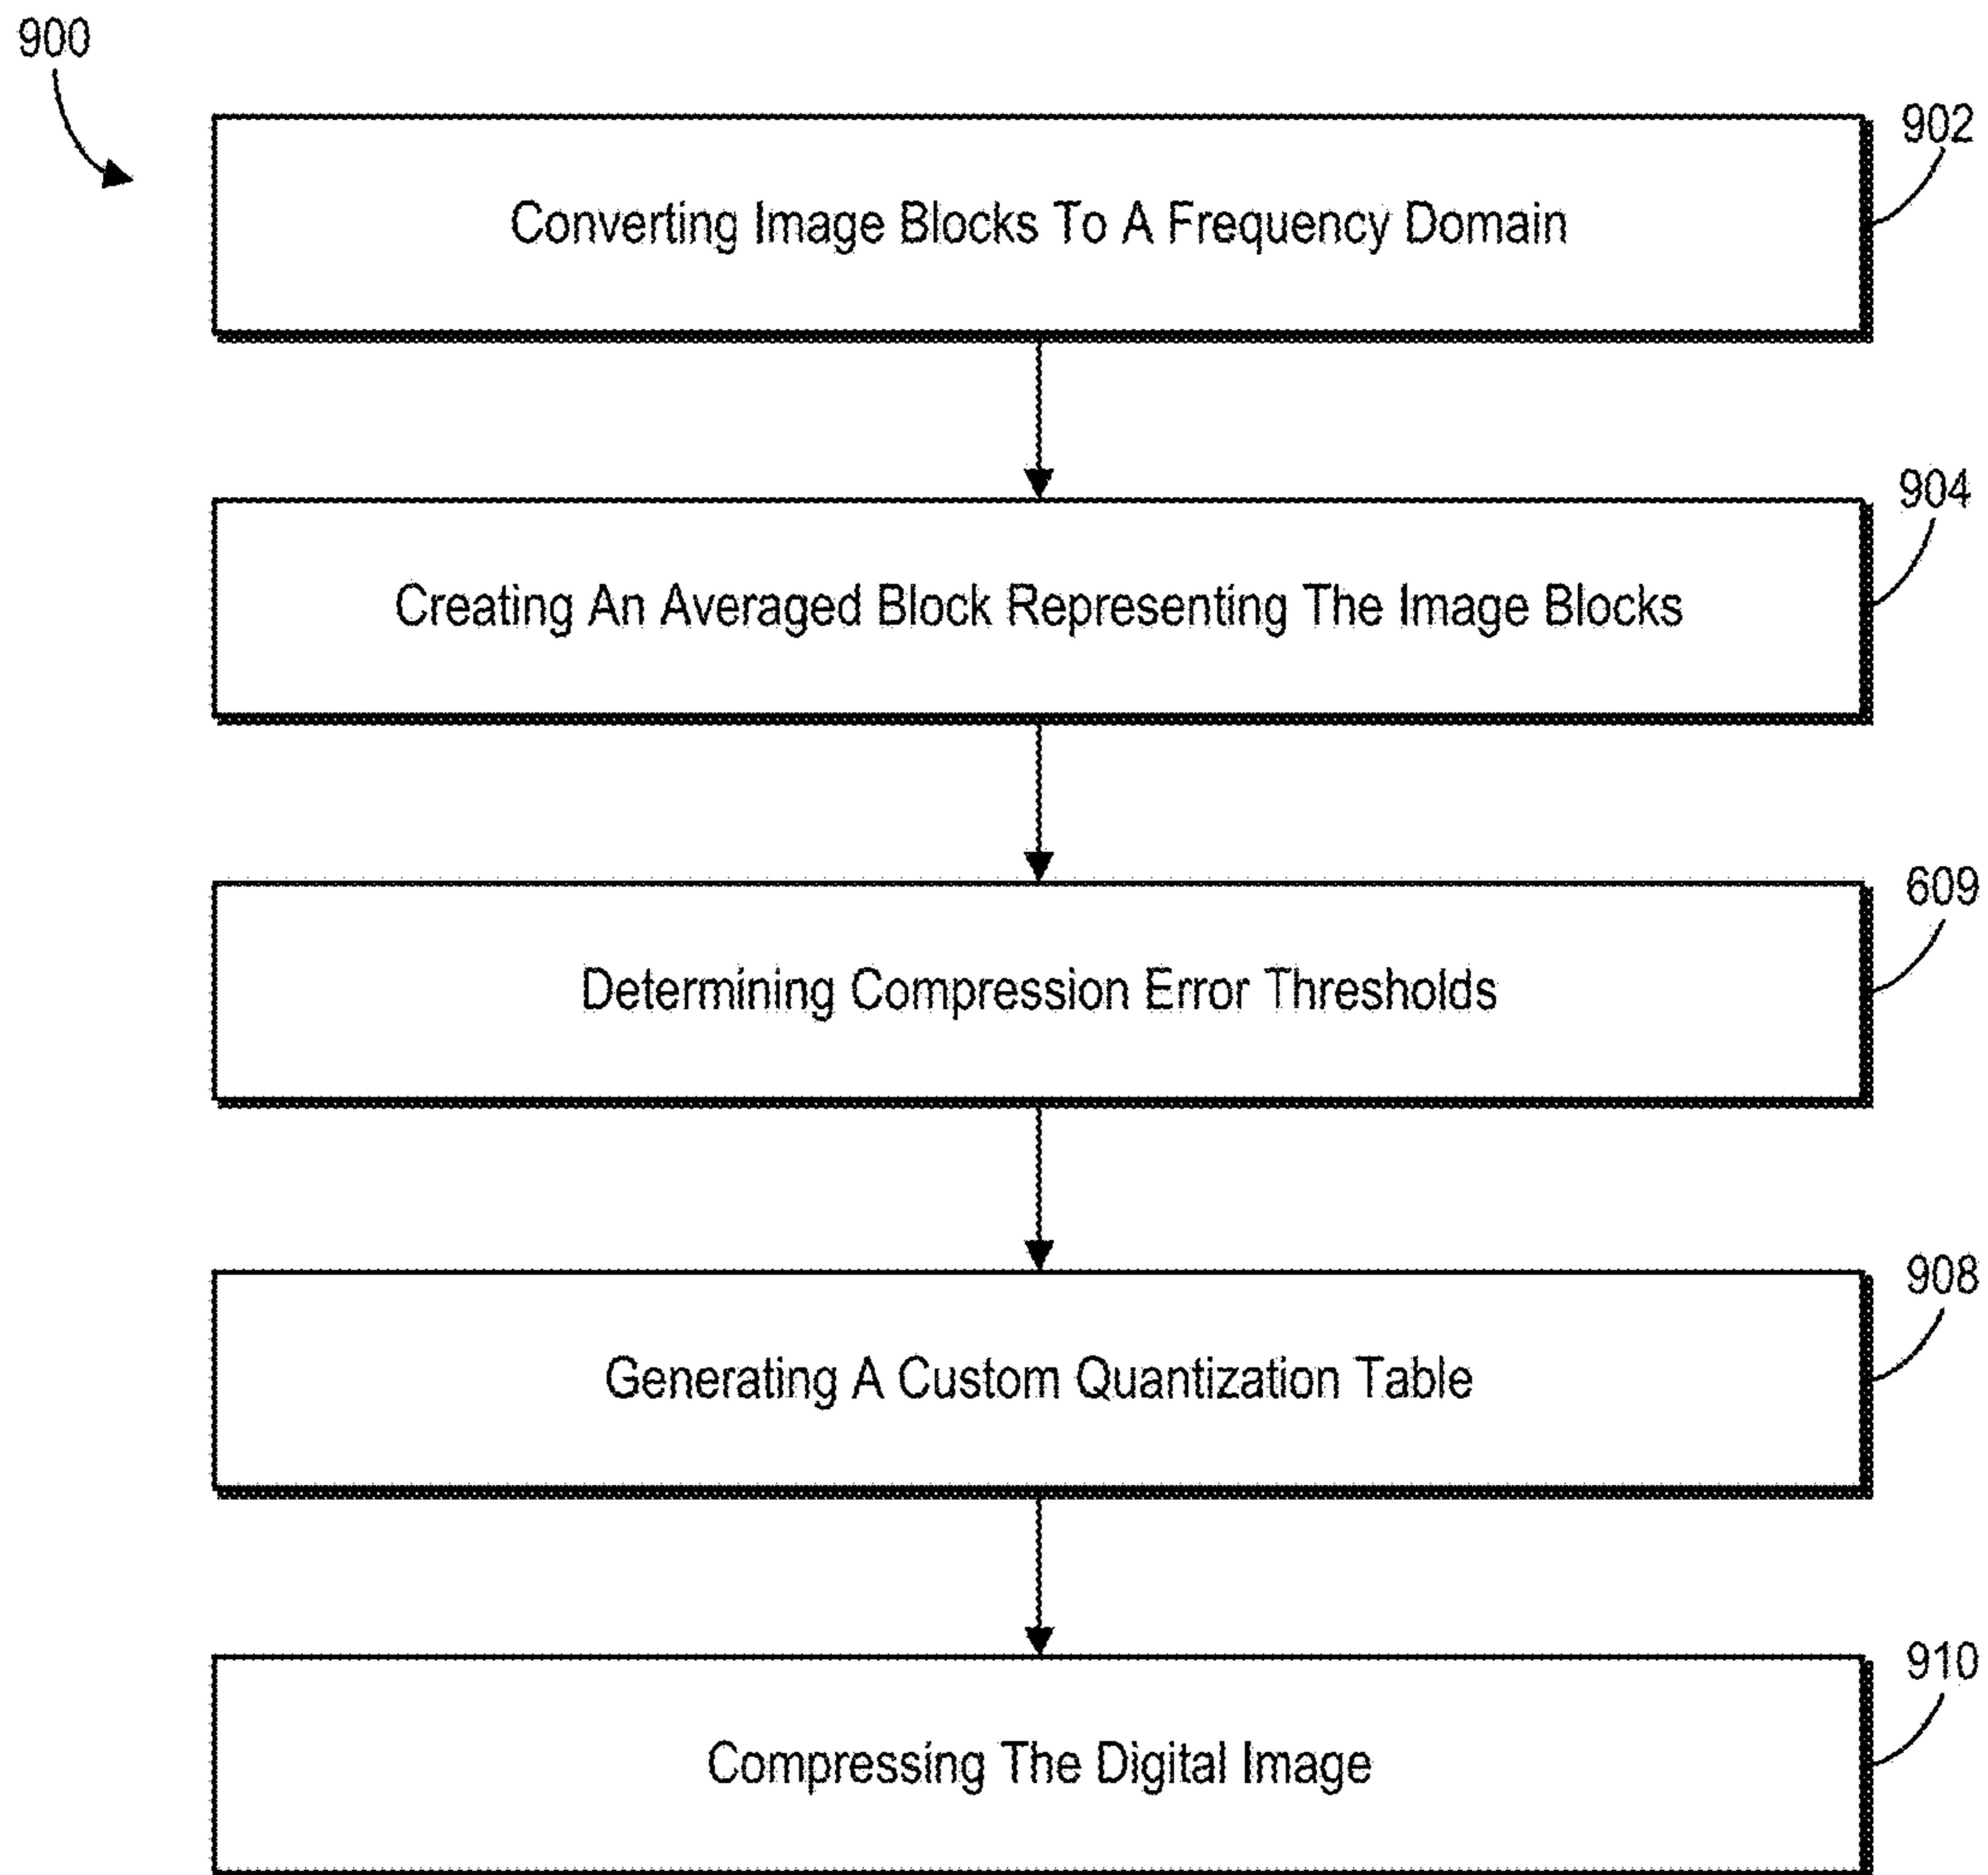 900
902
Converting Image Blocks To A Frequency Domain
904
Creating An Averaged Block Representing The Image Blocks
609
Determining Compression Error Thresholds
908
Generating A Custom Quantization Table
910
Compressing The Digital Image